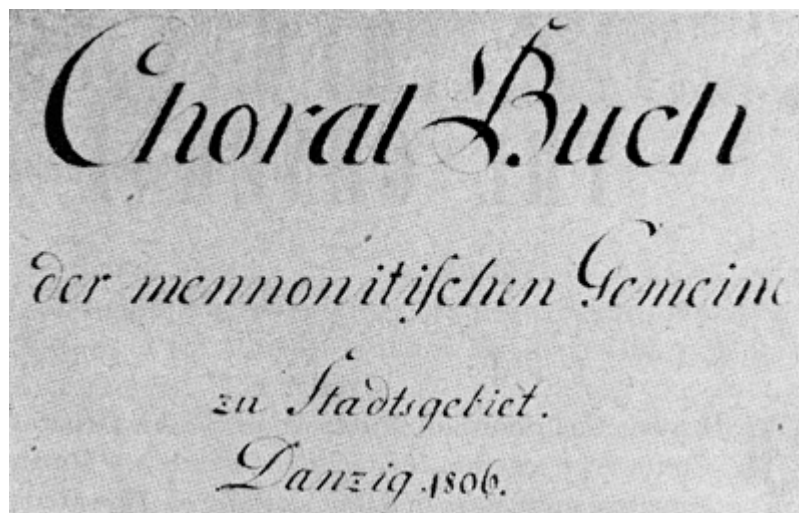 Choral Buch
der mennonitiſchen Gemeine
zu Stadtsgebiet.
Danzig 1806.